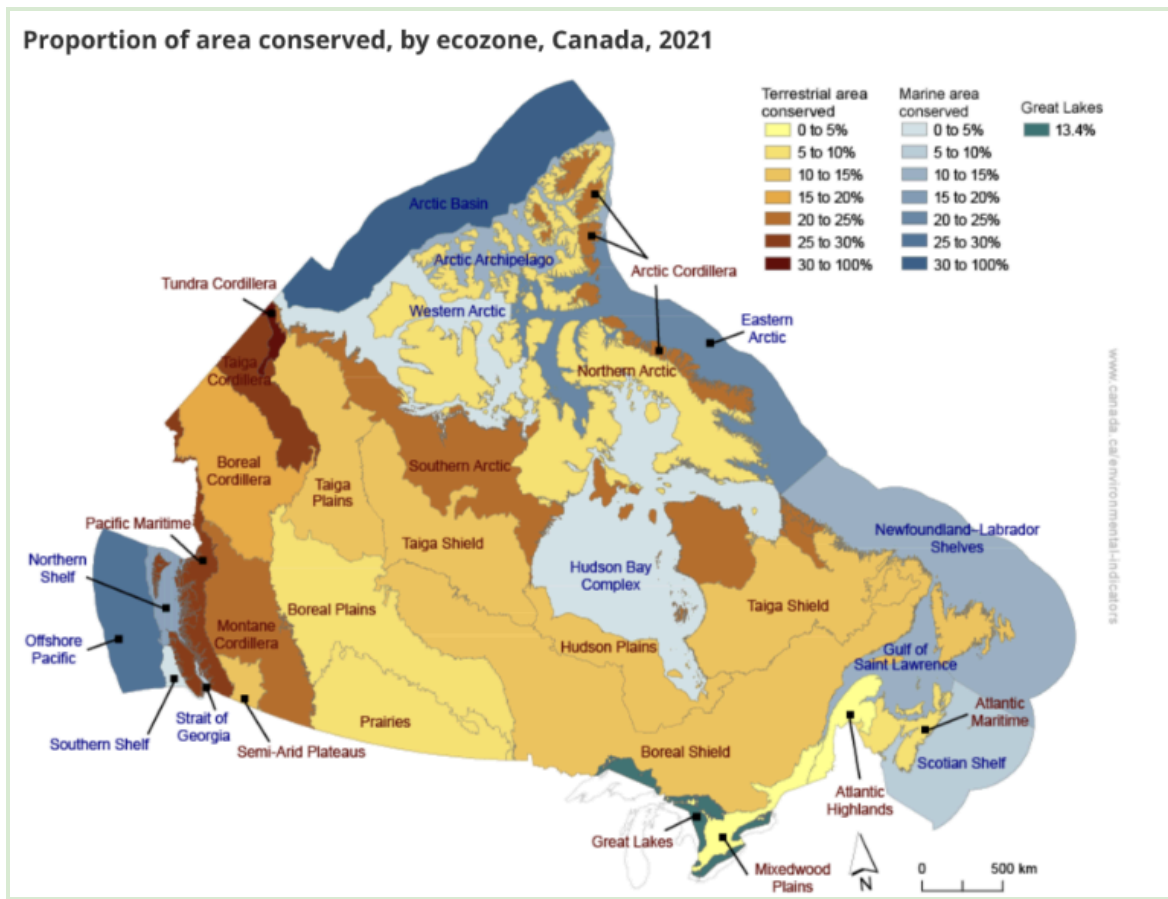 Proportion of area conserved, by ecozone, Canada, 2021
Terrestrial area
conserved
0 to 5%
5 to 10%
10 to 15%
15 to 20%
20 to 25%
25 to 30%
30 to 100%
Marine area
conserved
0 to 5%
5 to 10%
10 to 15%
15 to 20%
20 to 25%
25 to 30%
30 to 100%
Great Lakes
13.4%
Arctic Basin
Arctic Archipelago
Arctic Cordillera
Tundra Cordillera
Western Arctic
Eastern
Arctic
Taiga
Cordillera
Northern Arctic
Boreal
Cordillera
Taiga
Plains
Southern Arctic
Pacific Maritime
Taiga Shield
Newfoundland–Labrador
Shelves
Northern
Shelf
Hudson Bay
Complex
Boreal Plains
Taiga Shield
Offshore
Pacific
Montane
Cordillera
Hudson Plains
Gulf of
Saint Lawrence
Southern Shelf
Strait of
Georgia
Semi-Arid Plateaus
Prairies
Boreal Shield
Atlantic
Maritime
Scotian Shelf
Atlantic
Highlands
Great Lakes
Mixedwood
Plains
N
0 500 km
www.canada.ca/environmental-indicators